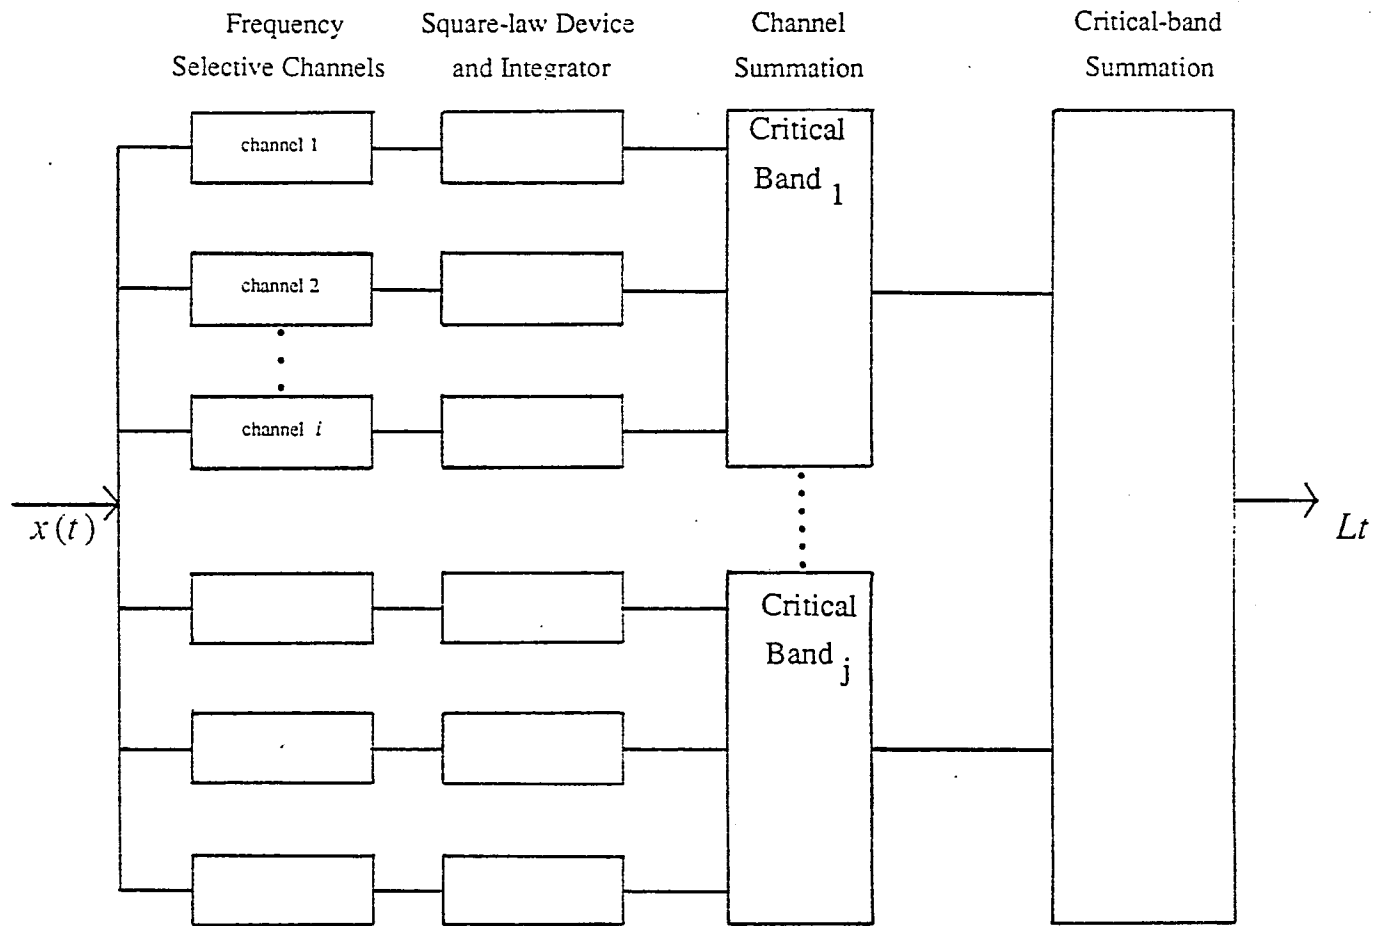 Frequency
Selective Channels
Square-law Device
and Integrator
Channel
Summation
Critical-band
Summation
channel 1
channel 2
channel i
Critical
Band 1
x(t)
Lt
Critical
Band j